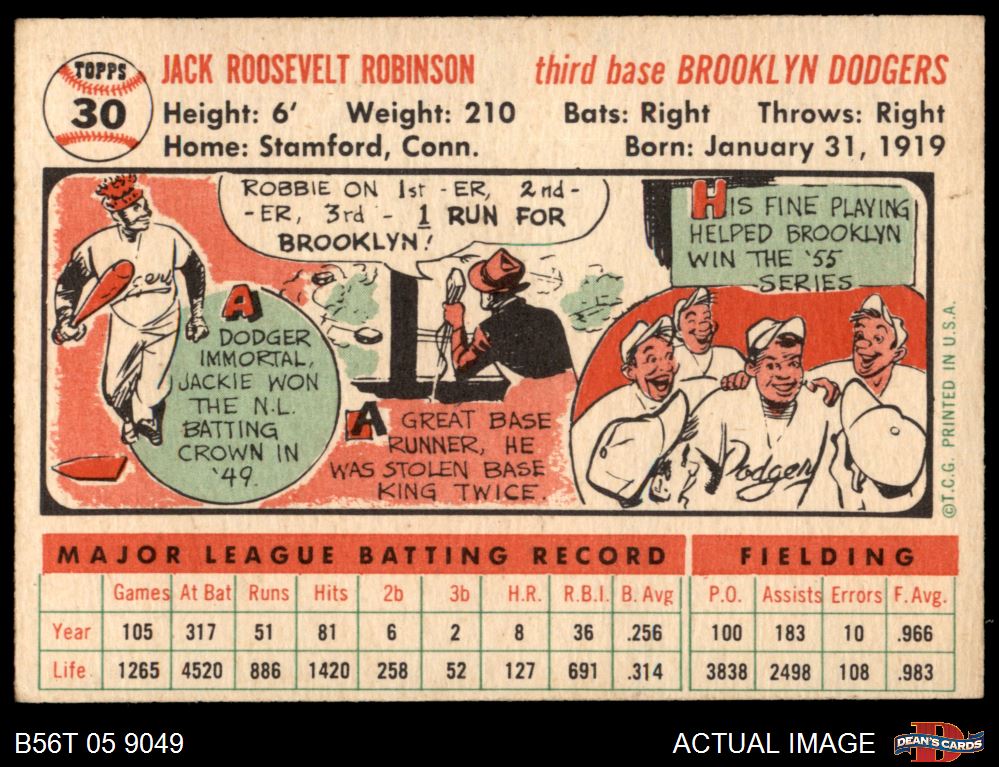 TOPPS
30
JACK ROOSEVELT ROBINSON third base BROOKLYN DODGERS
Height: 6' Weight: 210 Bats: Right Throws: Right
Home: Stamford, Conn. Born: January 31, 1919
A
DODGER
IMMORTAL,
JACKIE WON
THE N.L.
BATTING
CROWN IN
'49.
ROBBIE ON 1st - ER, 2nd -
- ER, 3rd - 1 RUN FOR
BROOKLYN!
A GREAT BASE
RUNNER, HE
WAS STOLEN BASE
KING TWICE.
HIS FINE PLAYING
HELPED BROOKLYN
WIN THE '55
SERIES
Dodgers
©T.C.G. PRINTED IN U.S.A.
MAJOR LEAGUE BATTING RECORD FIELDING
Games At Bat Runs Hits 2b 3b H.R. R.B.I. B. Avg P.O. Assists Errors F. Avg.
Year 105 317 51 81 6 2 8 36 .256 100 183 10 .966
Life 1265 4520 886 1420 258 52 127 691 .314 3838 2498 108 .983
B56T 05 9049 ACTUAL IMAGE DEAN'S CARDS